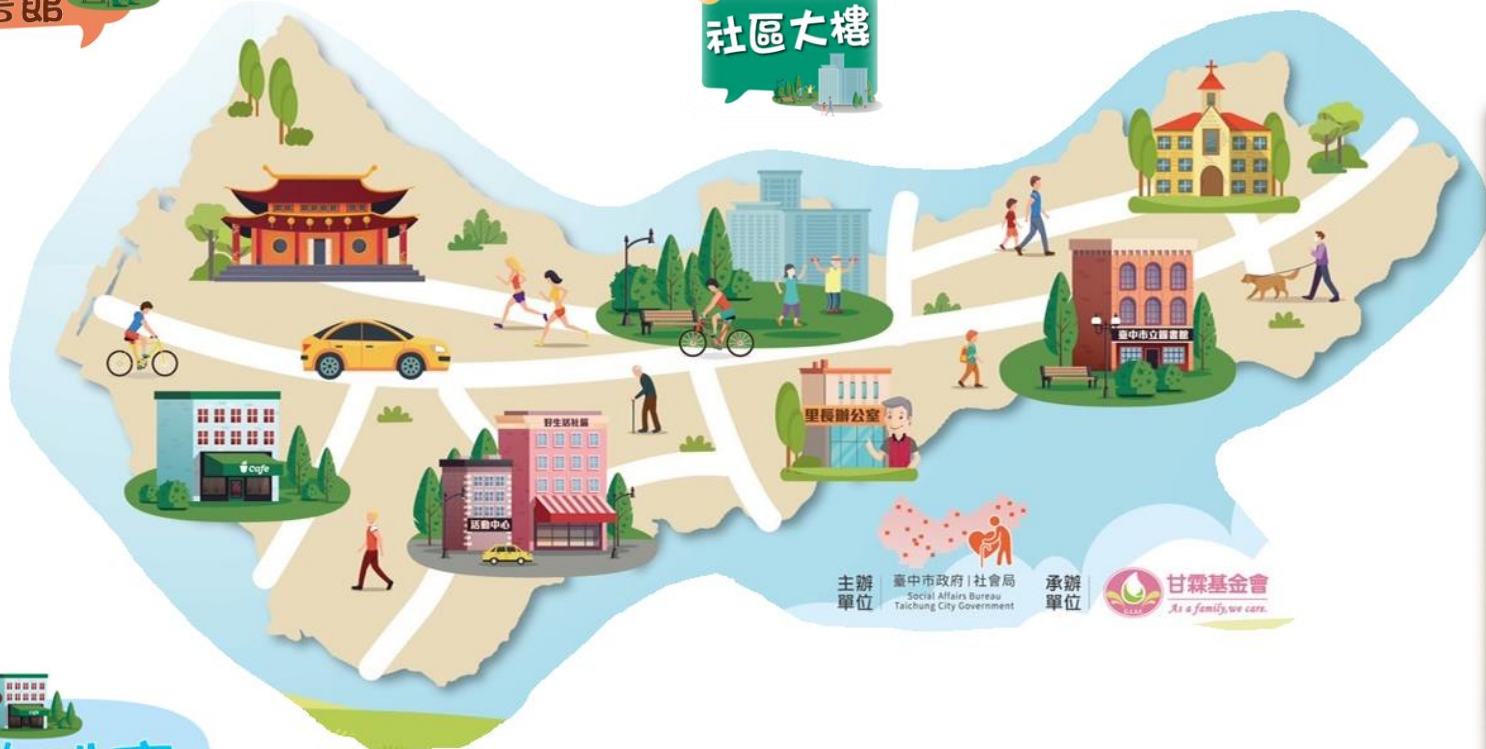 書館
社區大樓
臺中市立圖書館
里長辦公室
好生活社區
cafe
活動中心
主辦單位
臺中市政府|社會局
Social Affairs Bureau
Taichung City Government
承辦單位
甘霖基金會
As a family, we care.